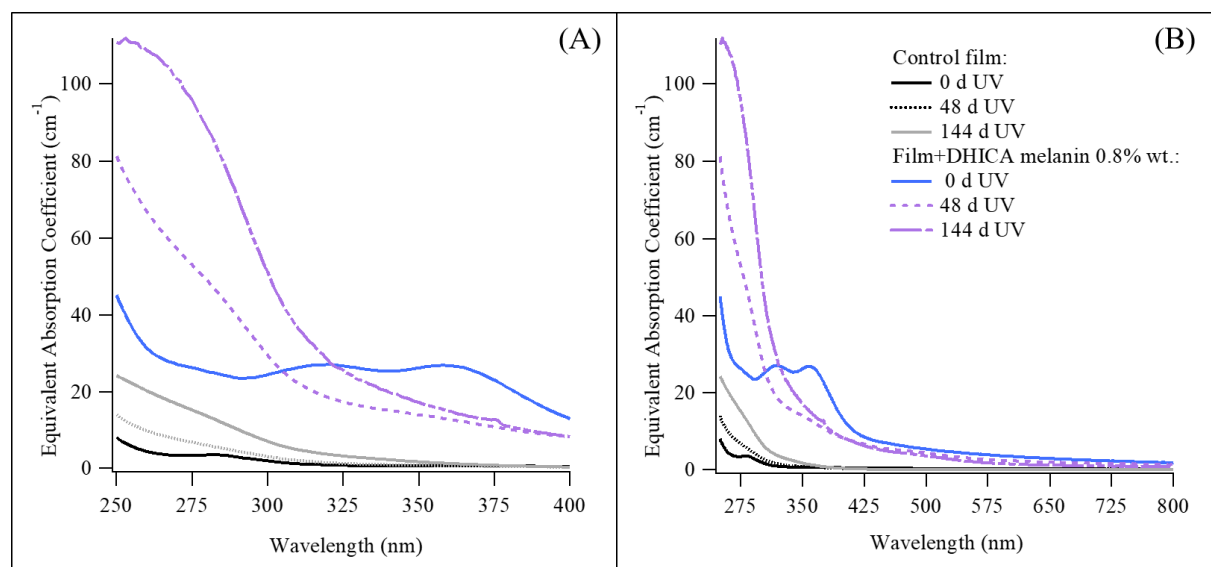 (A)
Equivalent Absorption Coefficient (cm-1)
100
80
60
40
20
0
250 275 300 325 350 375 400
Wavelength (nm)
(B)
Equivalent Absorption Coefficient (cm-1)
100
80
60
40
20
0
275 350 425 500 575 650 725 800
Wavelength (nm)
Control film:
0 d UV
48 d UV
144 d UV
Film+DHICA melanin 0.8% wt.:
0 d UV
48 d UV
144 d UV